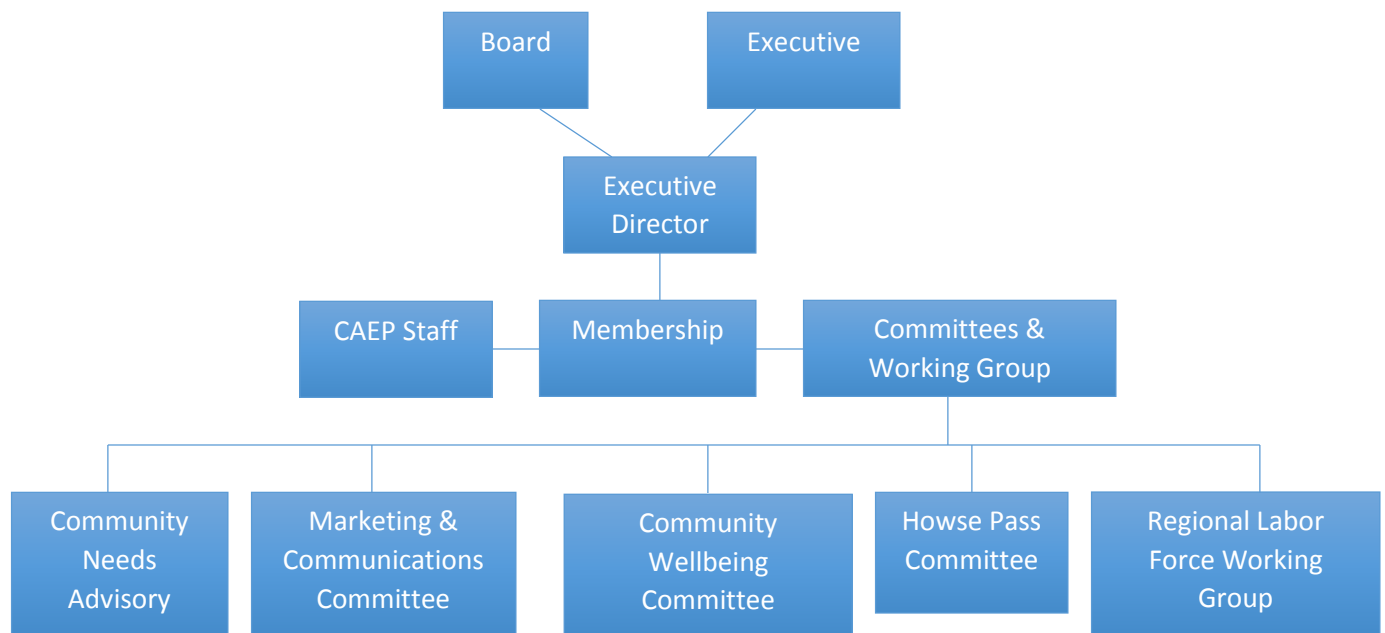 Board
Executive
Executive
Director
CAEP Staff
Membership
Committees &
Working Group
Community
Needs
Advisory
Marketing &
Communications
Committee
Community
Wellbeing
Committee
Howse Pass
Committee
Regional Labor
Force Working
Group